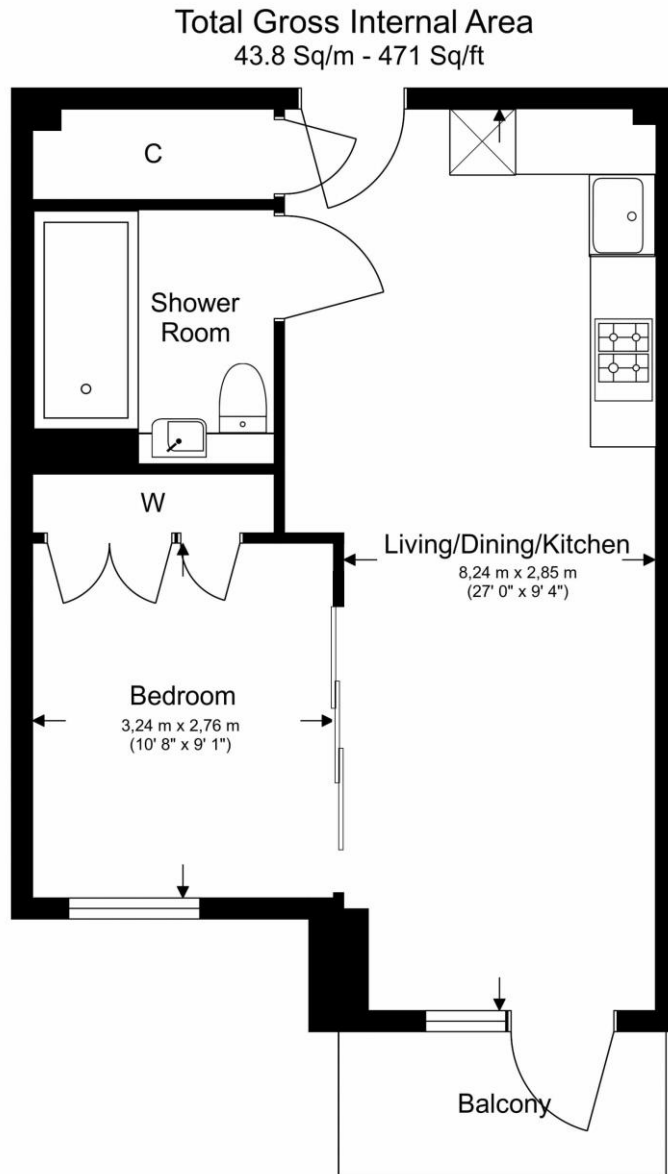 Total Gross Internal Area
43.8 Sq/m - 471 Sq/ft
C
Shower
Room
W
Living/Dining/Kitchen
8,24 m x 2,85 m
(27' 0" x 9' 4")
Bedroom
3,24 m x 2,76 m
(10' 8" x 9' 1")
Balcony